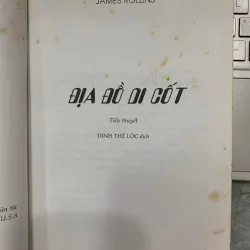 JAMES ROLLINS
ĐỊA ĐỒ DI CỐT
Tiểu thuyết
ĐINH THẾ LỘC dịch
U.S.A